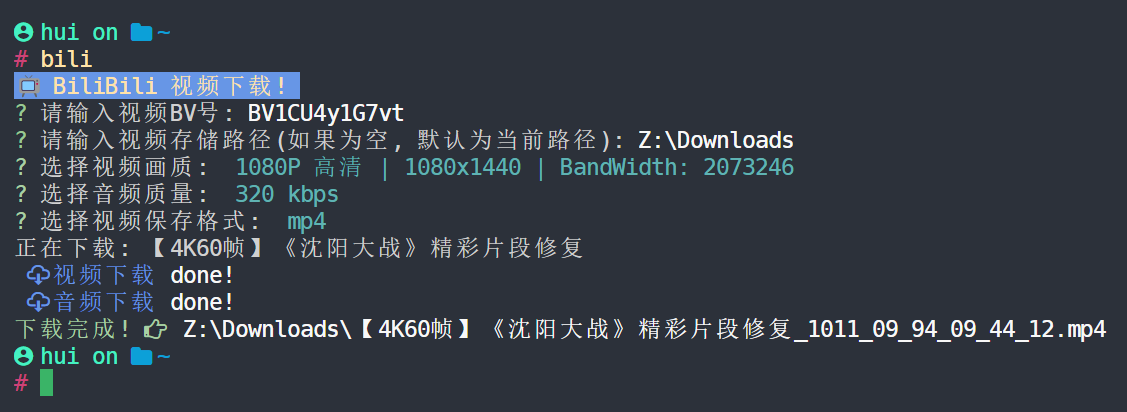 hui on ~
# bili
BiliBili 视频下载!
? 请输入视频BV号: BV1CU4y1G7vt
? 请输入视频存储路径(如果为空, 默认为当前路径): Z:\Downloads
? 选择视频画质: 1080P 高清 | 1080x1440 | BandWidth: 2073246
? 选择音频质量: 320 kbps
? 选择视频保存格式: mp4
正在下载:【4K60帧】《沈阳大战》精彩片段修复
视频下载 done!
音频下载 done!
下载完成! Z:\Downloads\【4K60帧】《沈阳大战》精彩片段修复_1011_09_94_09_44_12.mp4
hui on ~
#